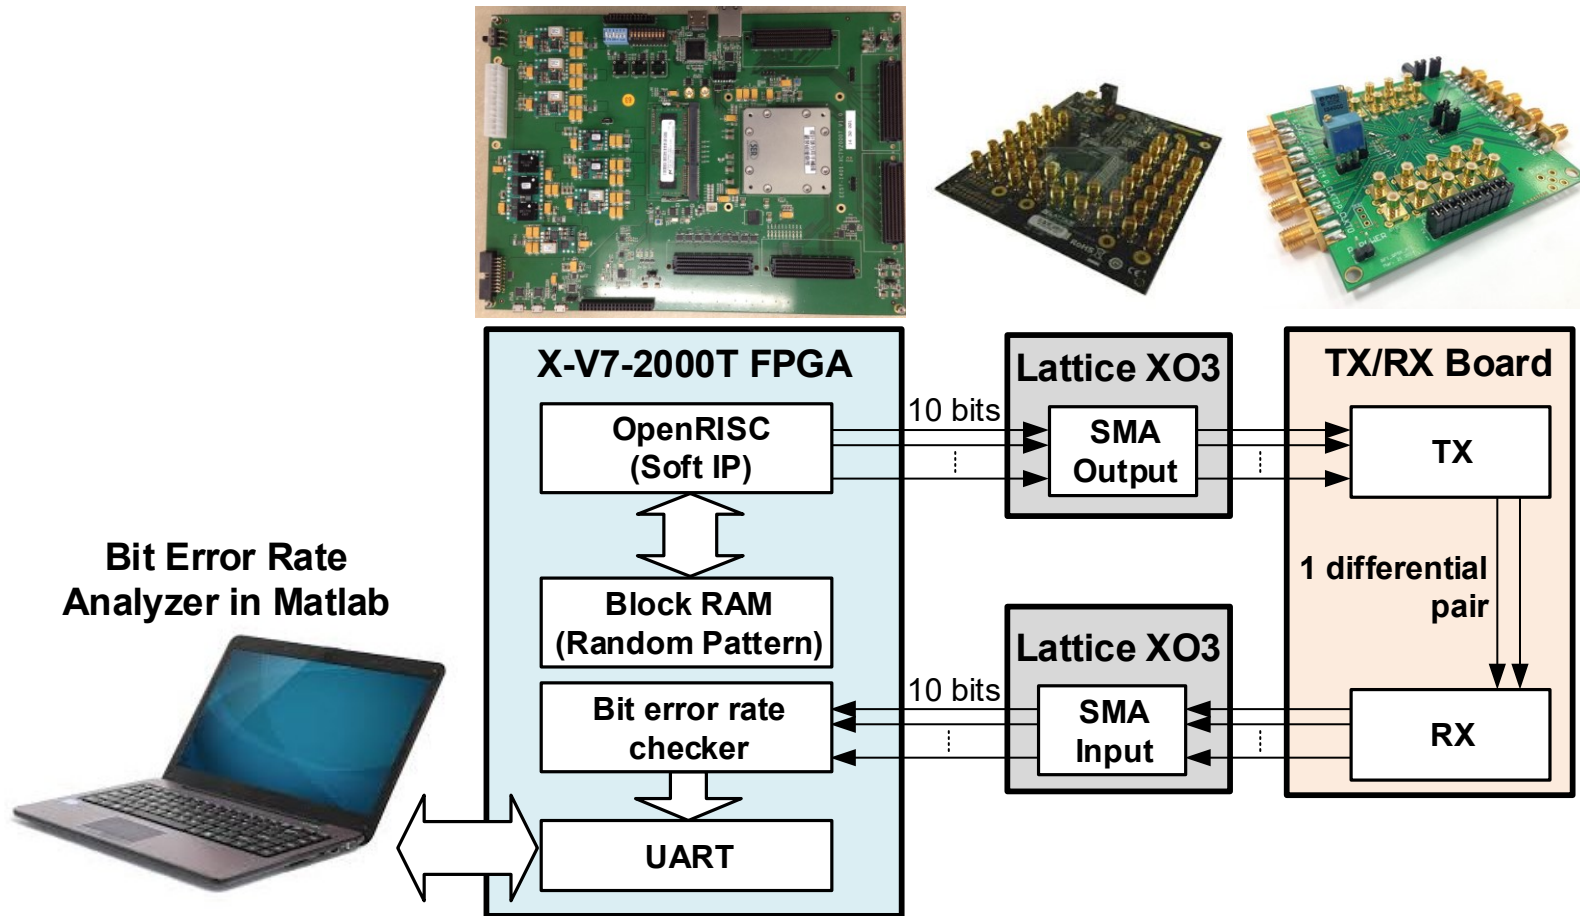 X-V7-2000T FPGA
OpenRISC
(Soft IP)
10 bits
Lattice XO3
SMA
Output
TX/RX Board
TX
1 differential
pair
Bit Error Rate
Analyzer in Matlab
Block RAM
(Random Pattern)
Bit error rate
checker
10 bits
Lattice XO3
SMA
Input
RX
UART
RoHS